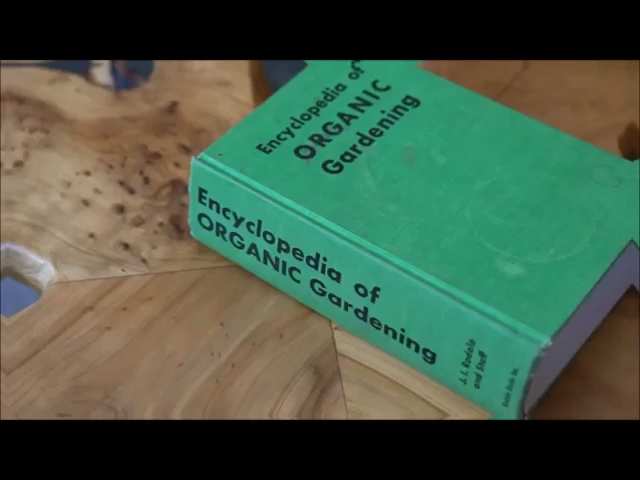 Encyclopedia of
ORGANIC
Gardening
Encyclopedia of
ORGANIC Gardening
J. I. Rodale
and Staff